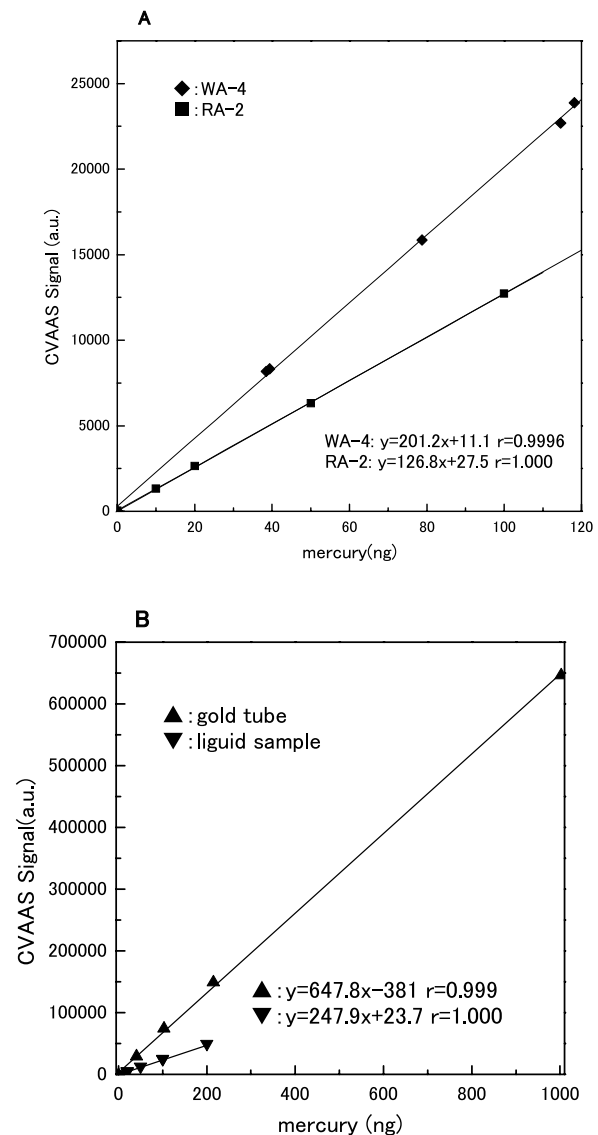 A
25000
◆ : WA-4
■ : RA-2
20000
15000
10000
5000
0
CVAAS Signal (a.u.)
WA-4: y=201.2x+11.1 r=0.9996
RA-2: y=126.8x+27.5 r=1.000
0 20 40 60 80 100 120
mercury(ng)
B
700000
▲ : gold tube
▼ : liguid sample
600000
500000
400000
300000
200000
100000
0
CVAAS Signal(a.u.)
▲ : y=647.8x-381 r=0.999
▼ : y=247.9x+23.7 r=1.000
0 200 400 600 800 1000
mercury (ng)